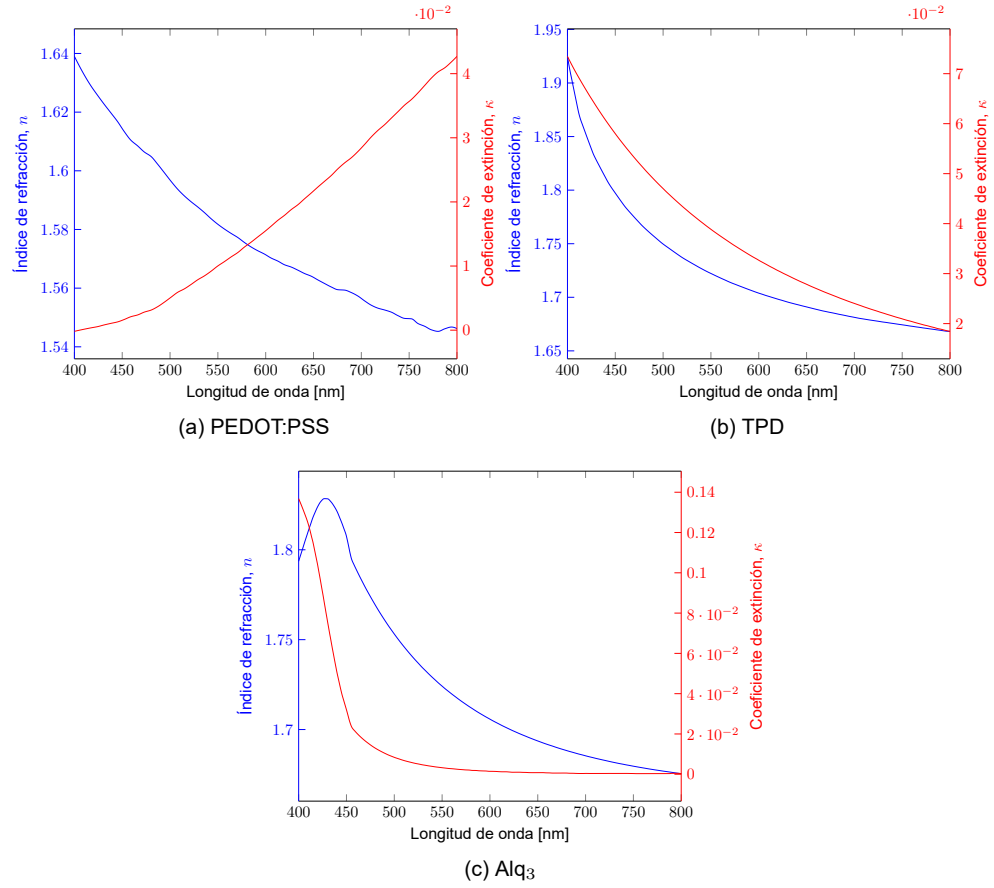 ·10⁻²
1.64
1.62
1.6
1.58
1.56
1.54
Índice de refracción, n
4
3
2
1
0
Coeficiente de extinción, κ
400 450 500 550 600 650 700 750 800
Longitud de onda [nm]
(a) PEDOT:PSS
·10⁻²
1.95
1.9
1.85
1.8
1.75
1.7
1.65
Índice de refracción, n
7
6
5
4
3
2
Coeficiente de extinción, κ
400 450 500 550 600 650 700 750 800
Longitud de onda [nm]
(b) TPD
1.8
1.75
1.7
Índice de refracción, n
0.14
0.12
0.1
8 · 10⁻²
6 · 10⁻²
4 · 10⁻²
2 · 10⁻²
0
Coeficiente de extinción, κ
400 450 500 550 600 650 700 750 800
Longitud de onda [nm]
(c) Alq₃